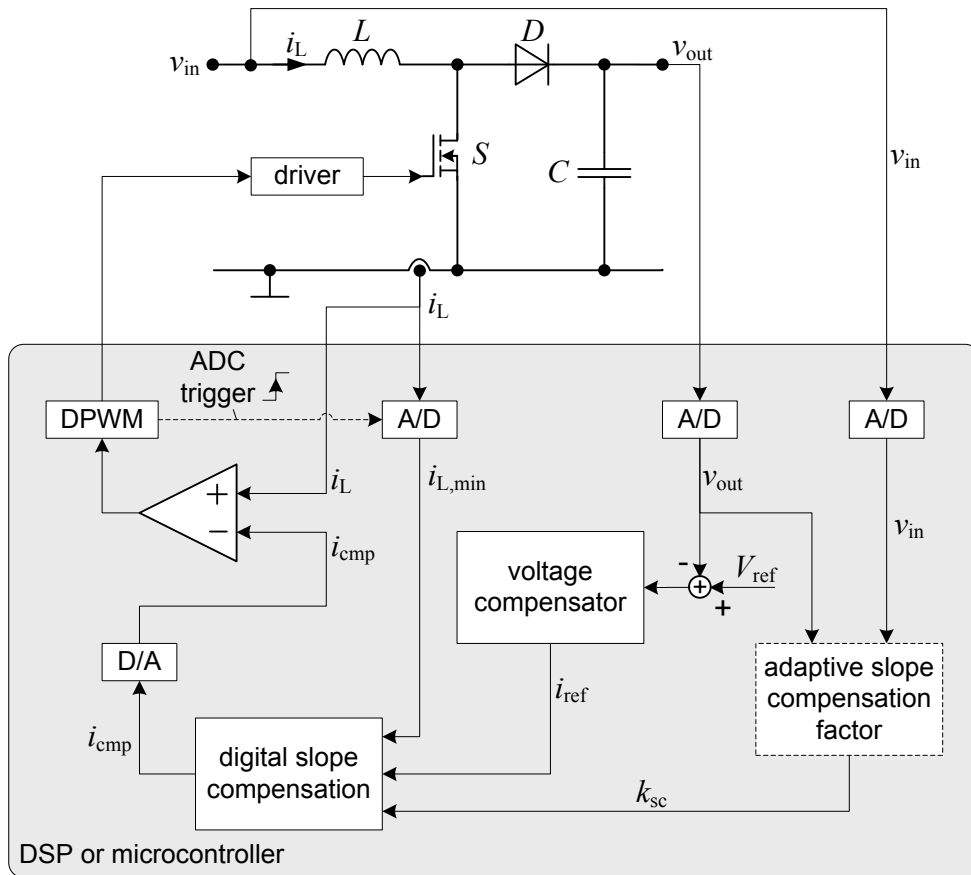 L
D
i_L
v_in
v_out
S
C
v_in
driver
i_L
ADC
trigger
DPWM
A/D
A/D
A/D
i_L
i_L,min
v_out
v_in
+
−
i_cmp
voltage
compensator
-
+
V_ref
+
D/A
i_ref
adaptive slope
compensation
factor
i_cmp
digital slope
compensation
k_sc
DSP or microcontroller